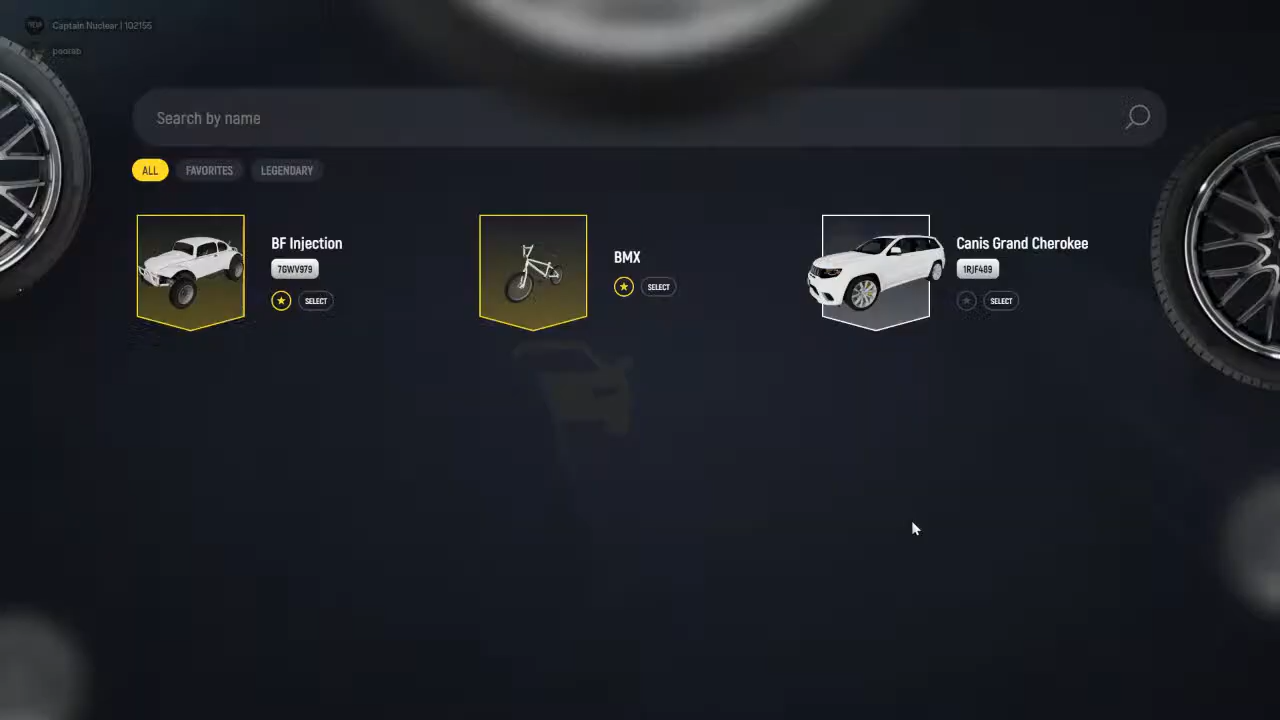 Captain Nuclear | 102155
Search by name
ALL
FAVORITES
LEGENDARY
BF Injection
7GWV979
SELECT
BMX
SELECT
Canis Grand Cherokee
1RJF489
SELECT